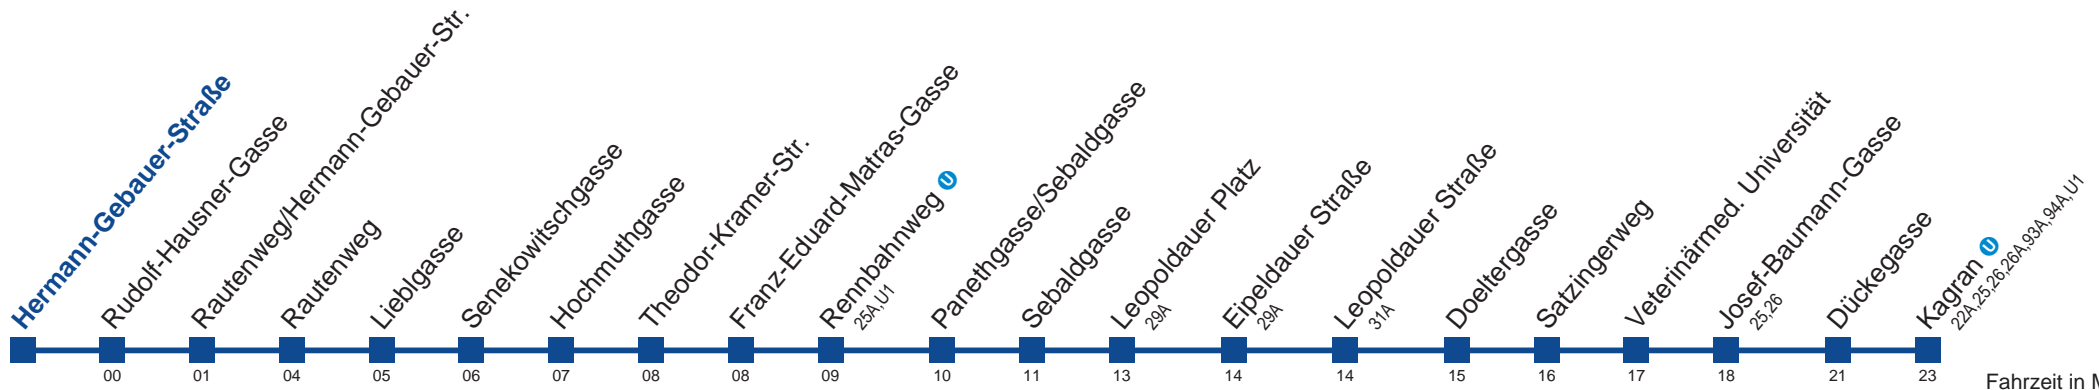 Hermann-Gebauer-Straße
Rudolf-Hausner-Gasse
Rautenweg/Hermann-Gebauer-Str.
Rautenweg
Lieblgasse
Senekowitschgasse
Hochmuthgasse
Theodor-Kramer-Str.
Franz-Eduard-Matras-Gasse
Rennbahnweg U
25A,U1
Panethgasse/Sebaldgasse
Sebaldgasse
Leopoldauer Platz
29A
Eipeldauer Straße
29A
Leopoldauer Straße
31A
Doeltergasse
Satzingerweg
Veterinärmed. Universität
Josef-Baumann-Gasse
25,26
Dückegasse
Kagran U
22A,25,26,26A,93A,94A,U1
00 01 04 05 06 07 08 08 09 10 11 13 14 14 15 16 17 18 21 23
Fahrzeit in